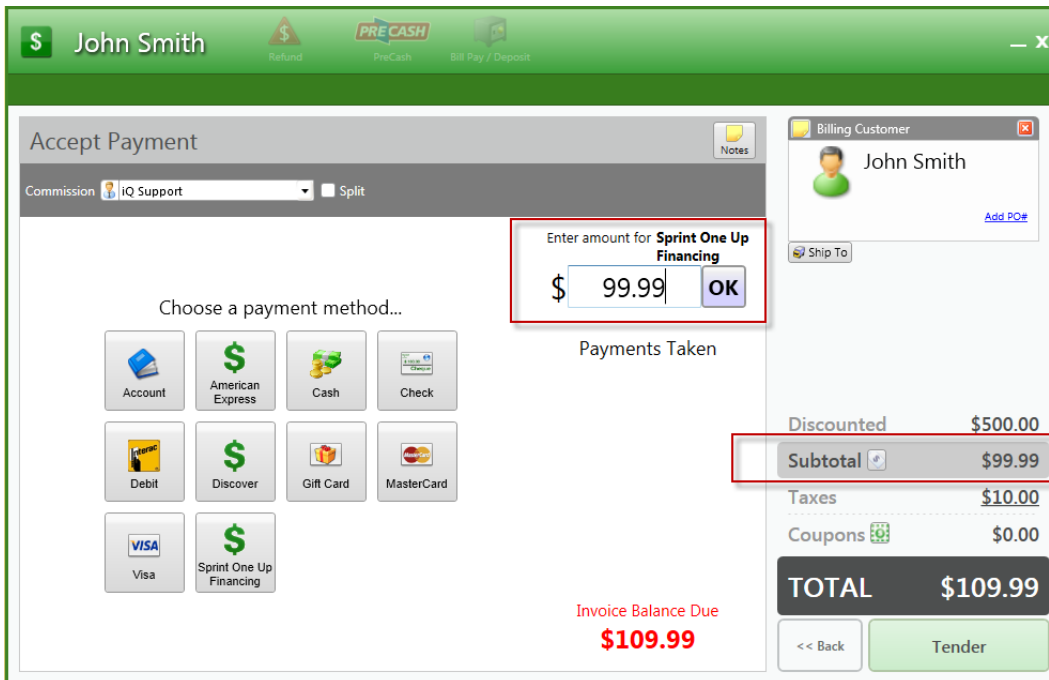 $ John Smith
Refund
PRECASH
PreCash
Bill Pay / Deposit
Accept Payment
Notes
Commission iQ Support Split
Enter amount for Sprint One Up
Financing
$ 99.99 OK
Choose a payment method...
Payments Taken
Account
$
American
Express
Cash
Check
Interac
Debit
$
Discover
Gift Card
MasterCard
VISA
Visa
$
Sprint One Up
Financing
Invoice Balance Due
$109.99
Billing Customer
John Smith
Add PO#
Ship To
Discounted $500.00
Subtotal $99.99
Taxes $10.00
Coupons $0.00
TOTAL $109.99
<< Back
Tender